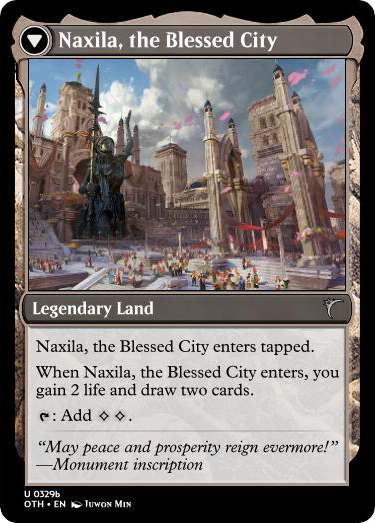 Naxila, the Blessed City
Legendary Land
Naxila, the Blessed City enters tapped.
When Naxila, the Blessed City enters, you
gain 2 life and draw two cards.
: Add .
“May peace and prosperity reign evermore!”
—Monument inscription
U 0329b
OTH • EN Juwon Min